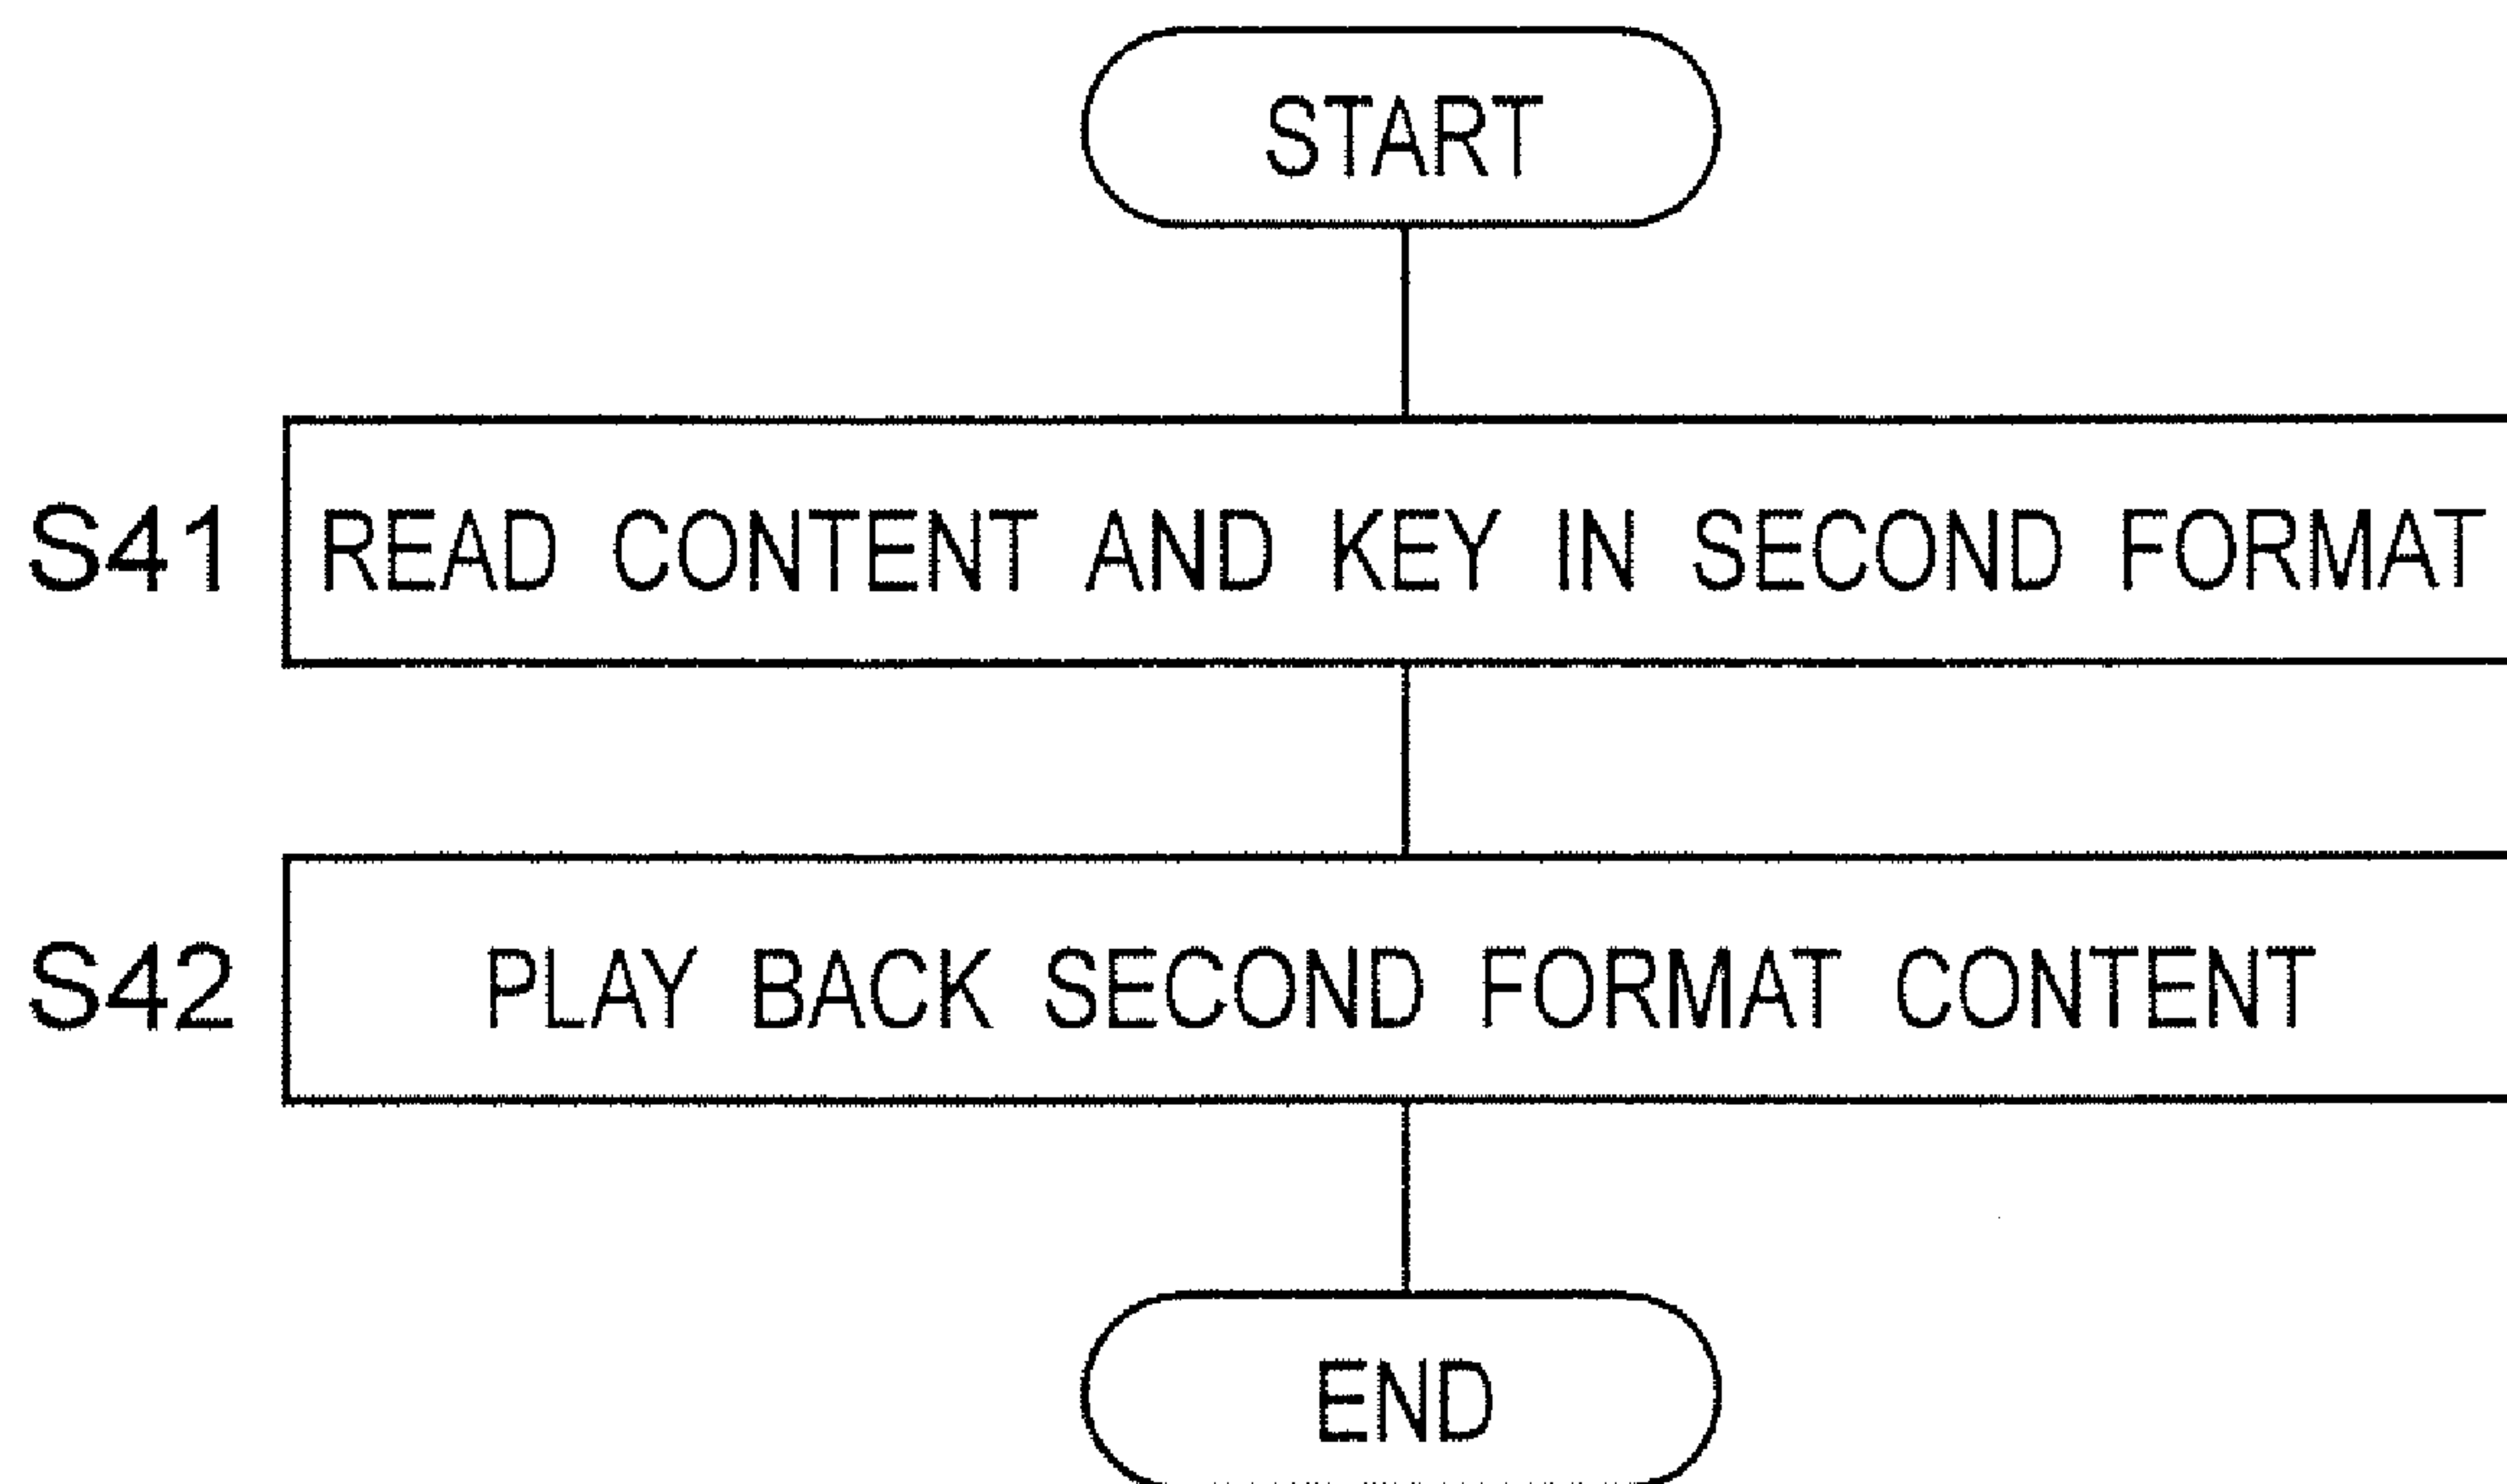 START
S41 READ CONTENT AND KEY IN SECOND FORMAT
S42 PLAY BACK SECOND FORMAT CONTENT
END